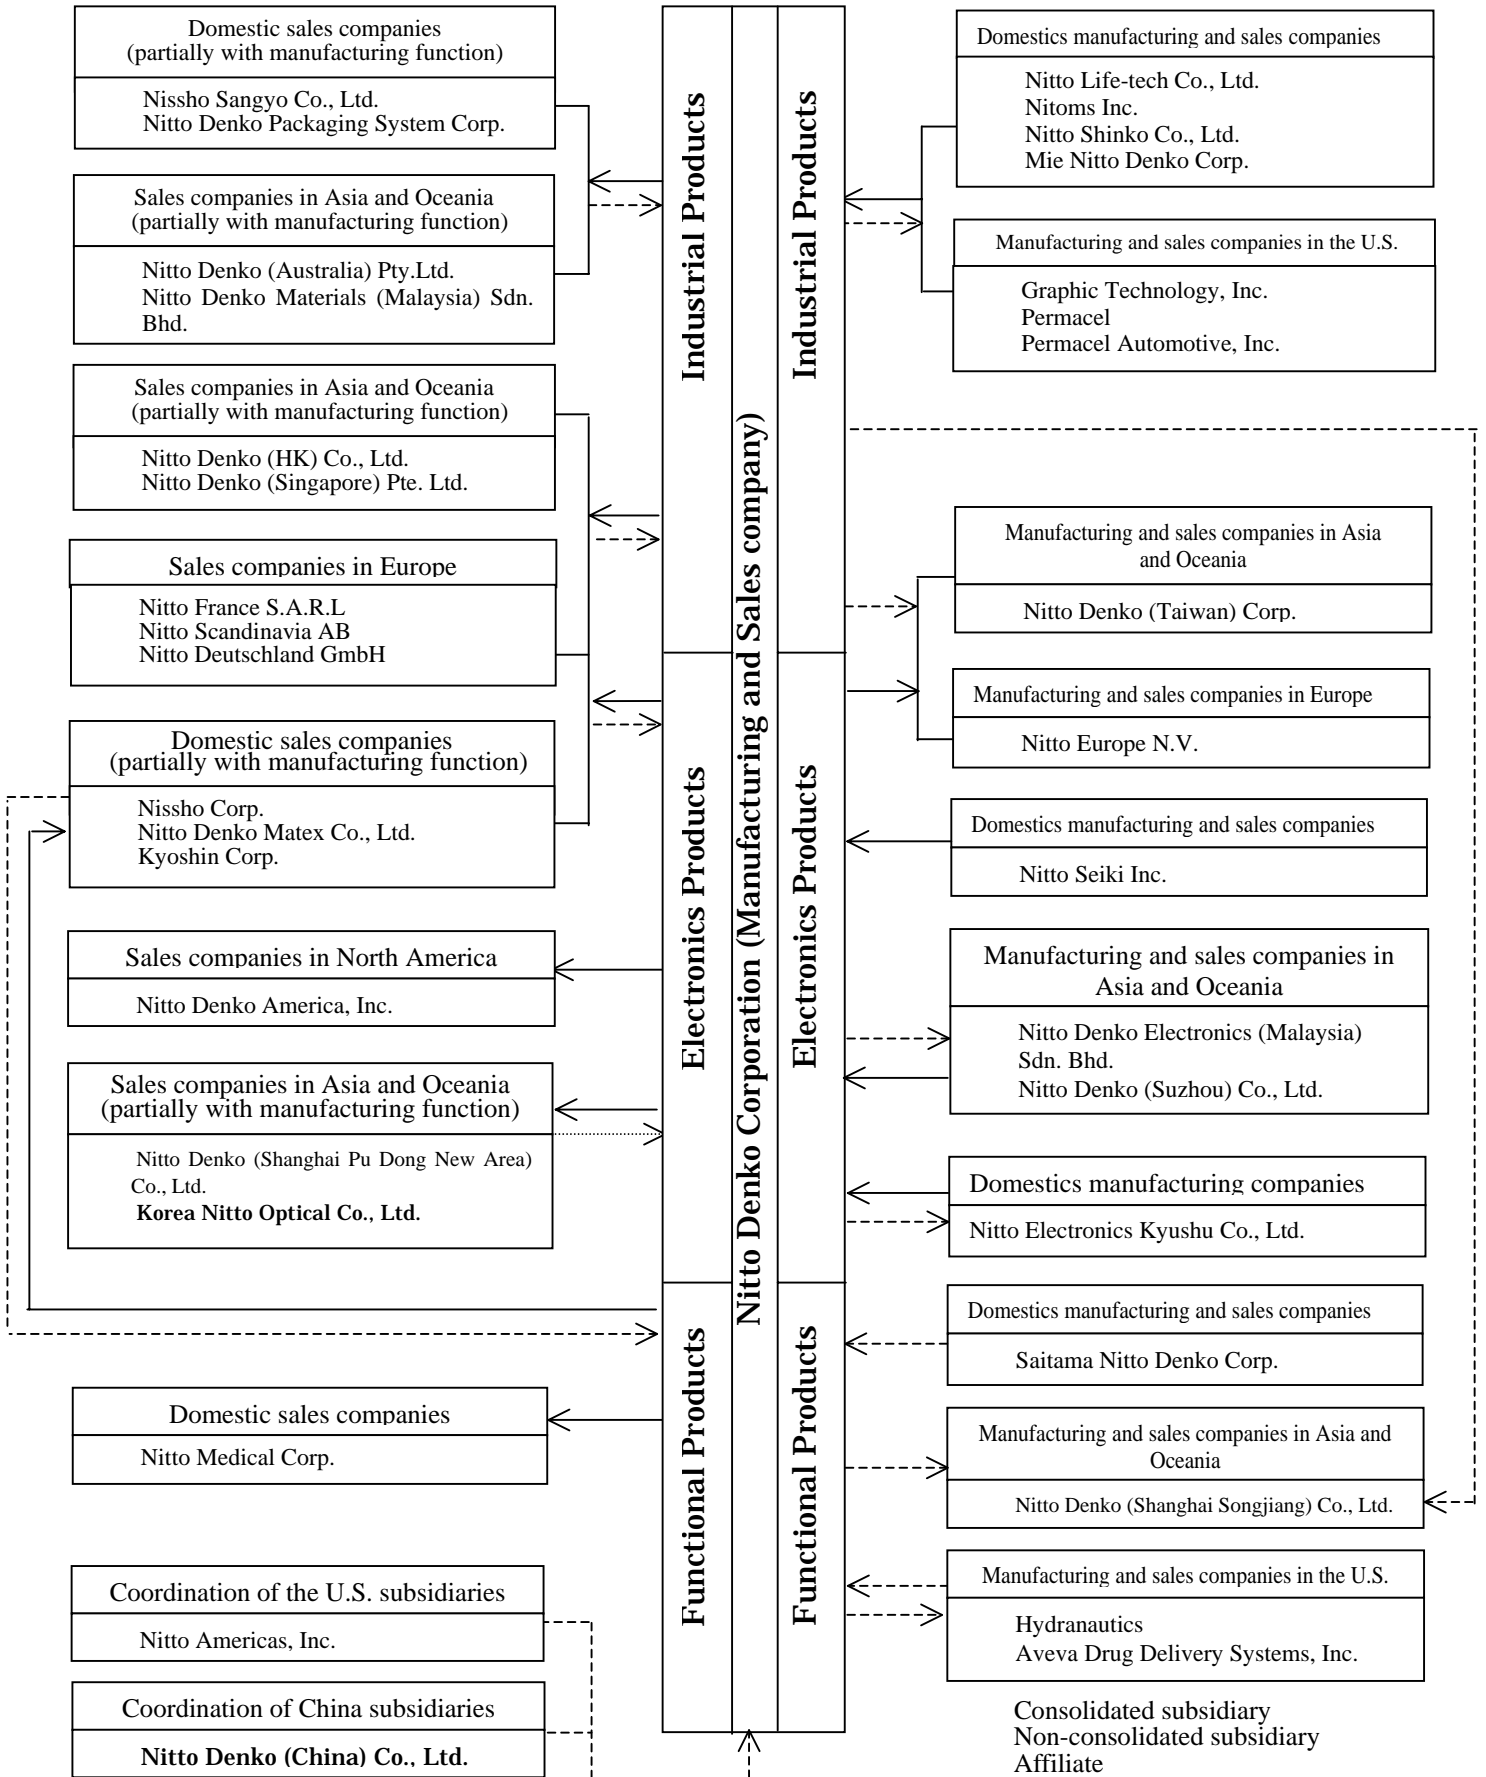 Domestic sales companies
(partially with manufacturing function)
Nissho Sangyo Co., Ltd.
Nitto Denko Packaging System Corp.
Sales companies in Asia and Oceania
(partially with manufacturing function)
Nitto Denko (Australia) Pty.Ltd.
Nitto Denko Materials (Malaysia) Sdn.
Bhd.
Sales companies in Asia and Oceania
(partially with manufacturing function)
Nitto Denko (HK) Co., Ltd.
Nitto Denko (Singapore) Pte. Ltd.
Sales companies in Europe
Nitto France S.A.R.L
Nitto Scandinavia AB
Nitto Deutschland GmbH
Domestic sales companies
(partially with manufacturing function)
Nissho Corp.
Nitto Denko Matex Co., Ltd.
Kyoshin Corp.
Sales companies in North America
Nitto Denko America, Inc.
Sales companies in Asia and Oceania
(partially with manufacturing function)
Nitto Denko (Shanghai Pu Dong New Area)
Co., Ltd.
Korea Nitto Optical Co., Ltd.
Domestic sales companies
Nitto Medical Corp.
Coordination of the U.S. subsidiaries
Nitto Americas, Inc.
Coordination of China subsidiaries
Nitto Denko (China) Co., Ltd.
Industrial Products
Electronics Products
Functional Products
Nitto Denko Corporation (Manufacturing and Sales company)
Industrial Products
Electronics Products
Functional Products
Domestics manufacturing and sales companies
Nitto Life-tech Co., Ltd.
Nitoms Inc.
Nitto Shinko Co., Ltd.
Mie Nitto Denko Corp.
Manufacturing and sales companies in the U.S.
Graphic Technology, Inc.
Permacel
Permacel Automotive, Inc.
Manufacturing and sales companies in Asia
and Oceania
Nitto Denko (Taiwan) Corp.
Manufacturing and sales companies in Europe
Nitto Europe N.V.
Domestics manufacturing and sales companies
Nitto Seiki Inc.
Manufacturing and sales companies in
Asia and Oceania
Nitto Denko Electronics (Malaysia)
Sdn. Bhd.
Nitto Denko (Suzhou) Co., Ltd.
Domestics manufacturing companies
Nitto Electronics Kyushu Co., Ltd.
Domestics manufacturing and sales companies
Saitama Nitto Denko Corp.
Manufacturing and sales companies in Asia and
Oceania
Nitto Denko (Shanghai Songjiang) Co., Ltd.
Manufacturing and sales companies in the U.S.
Hydranautics
Aveva Drug Delivery Systems, Inc.
Consolidated subsidiary
Non-consolidated subsidiary
Affiliate